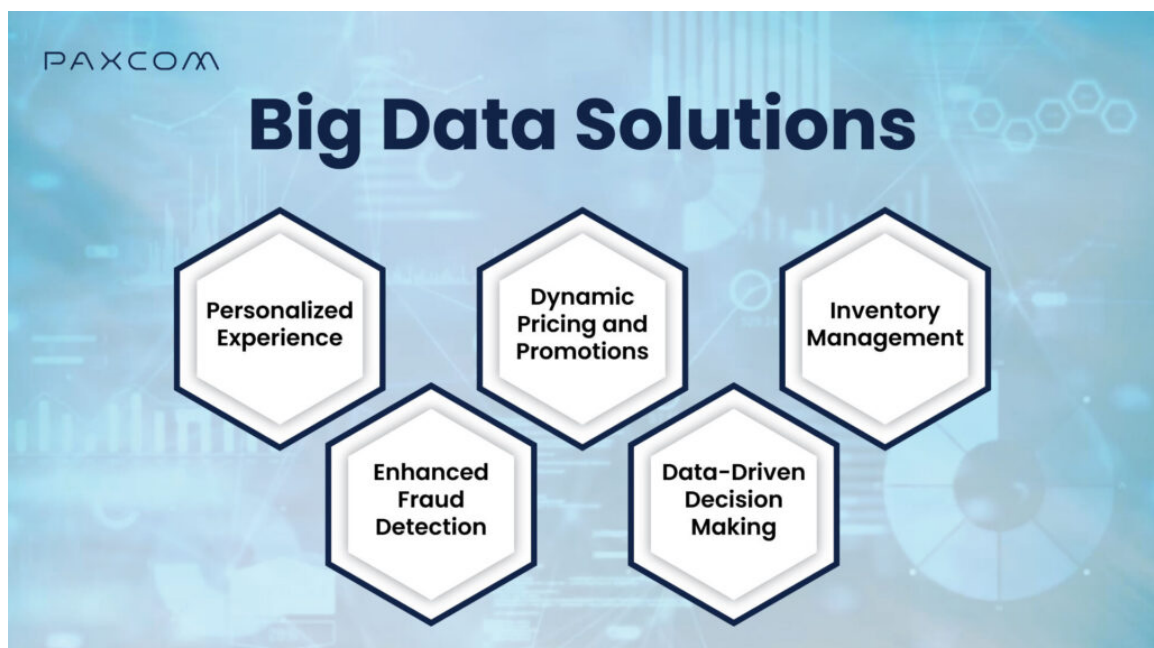 PAXCOM
Big Data Solutions
Personalized
Experience
Dynamic
Pricing and
Promotions
Inventory
Management
Enhanced
Fraud
Detection
Data-Driven
Decision
Making